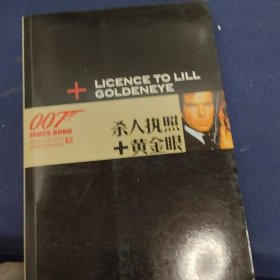 + LICENCE TO LILL
GOLDENEYE
007
JAMES BOND
杀人执照
+黄金眼